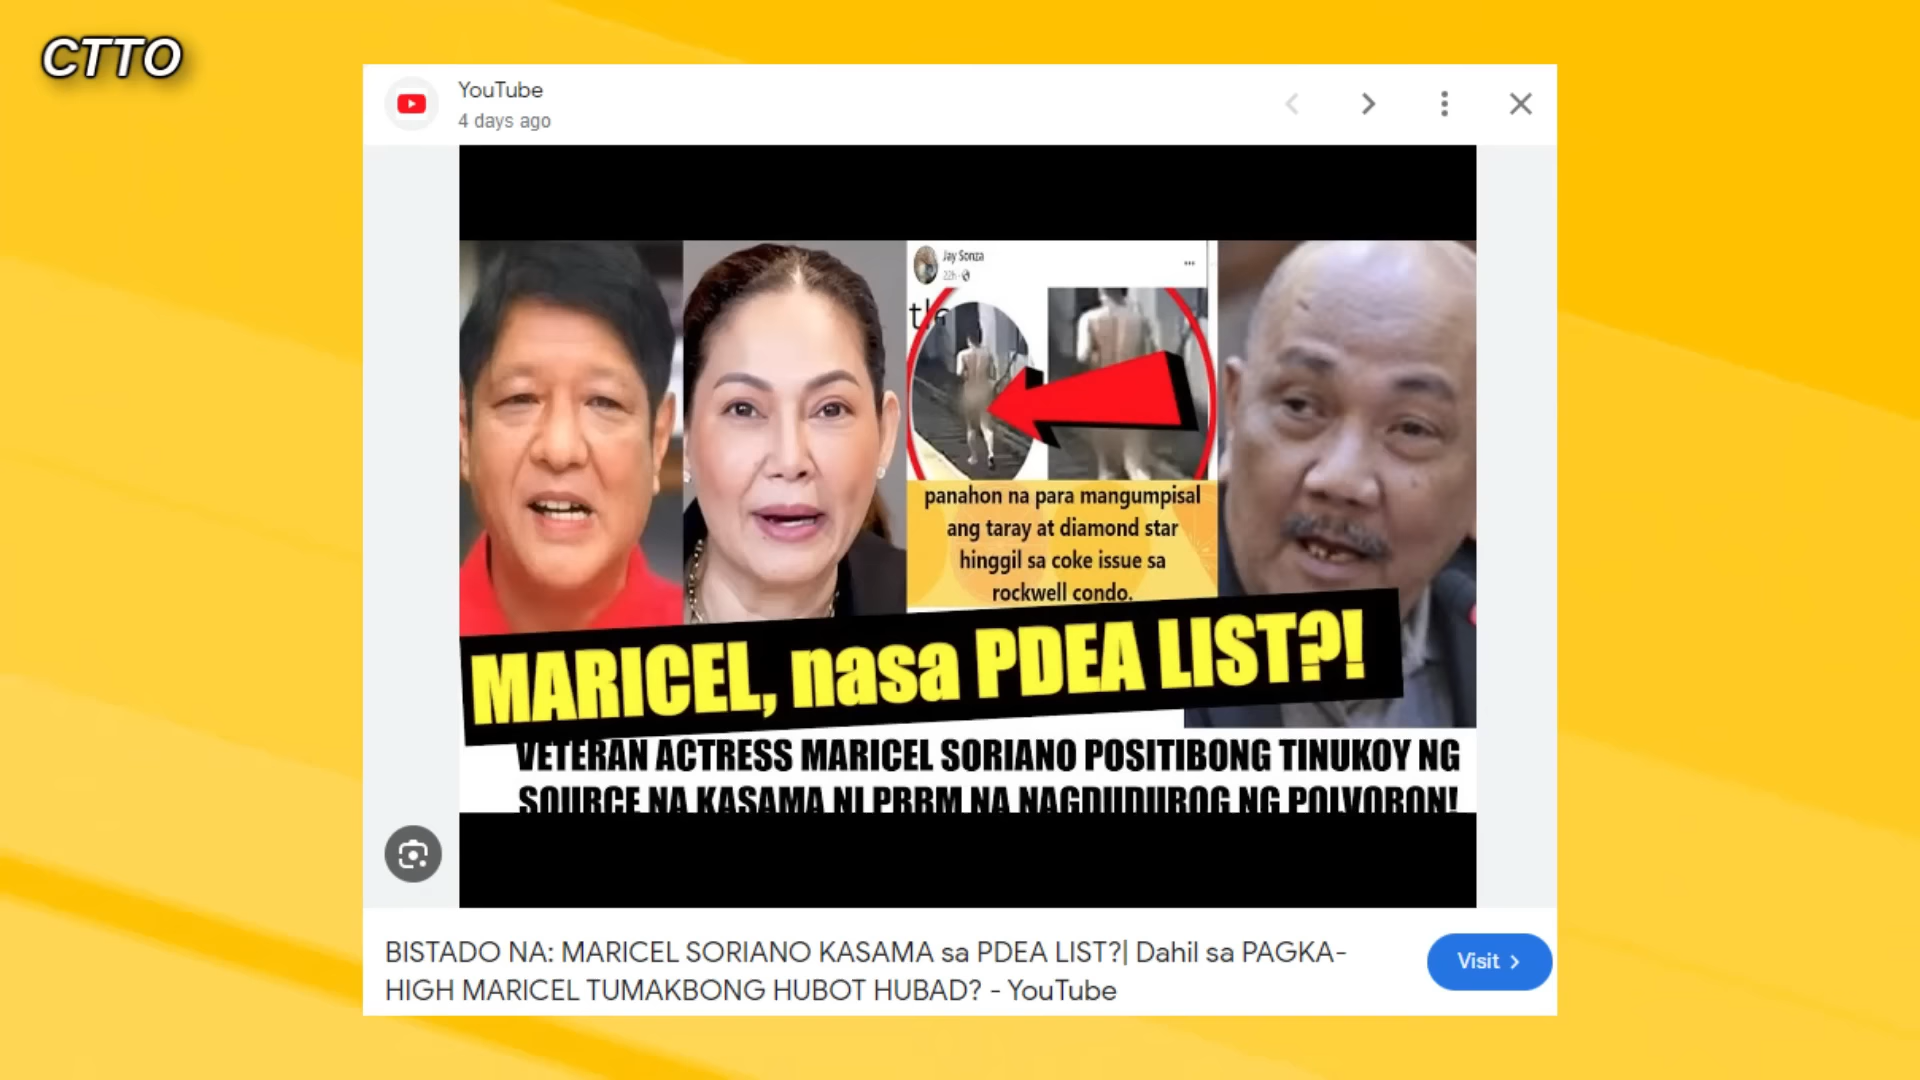 CTTO
YouTube
4 days ago
Jay Sonza
22h
the
panahon na para mangumpisal
ang taray at diamond star
hinggil sa coke issue sa
rockwell condo.
MARICEL, nasa PDEA LIST?!
VETERAN ACTRESS MARICEL SORIANO POSITIBONG TINUKOY NG
SOURCE NA KASAMA NI PBBM NA NAGDUDUROG NG POLVORON!
BISTADO NA: MARICEL SORIANO KASAMA sa PDEA LIST?| Dahil sa PAGKA-
HIGH MARICEL TUMAKBONG HUBOT HUBAD? - YouTube
Visit